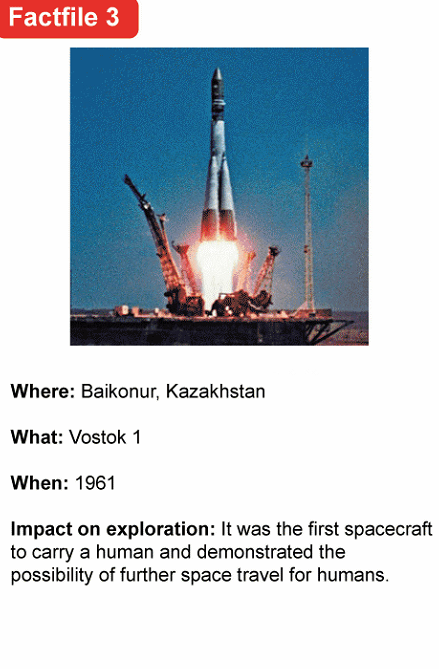 Factfile 3
Where: Baikonur, Kazakhstan
What: Vostok 1
When: 1961
Impact on exploration: It was the first spacecraft
to carry a human and demonstrated the
possibility of further space travel for humans.